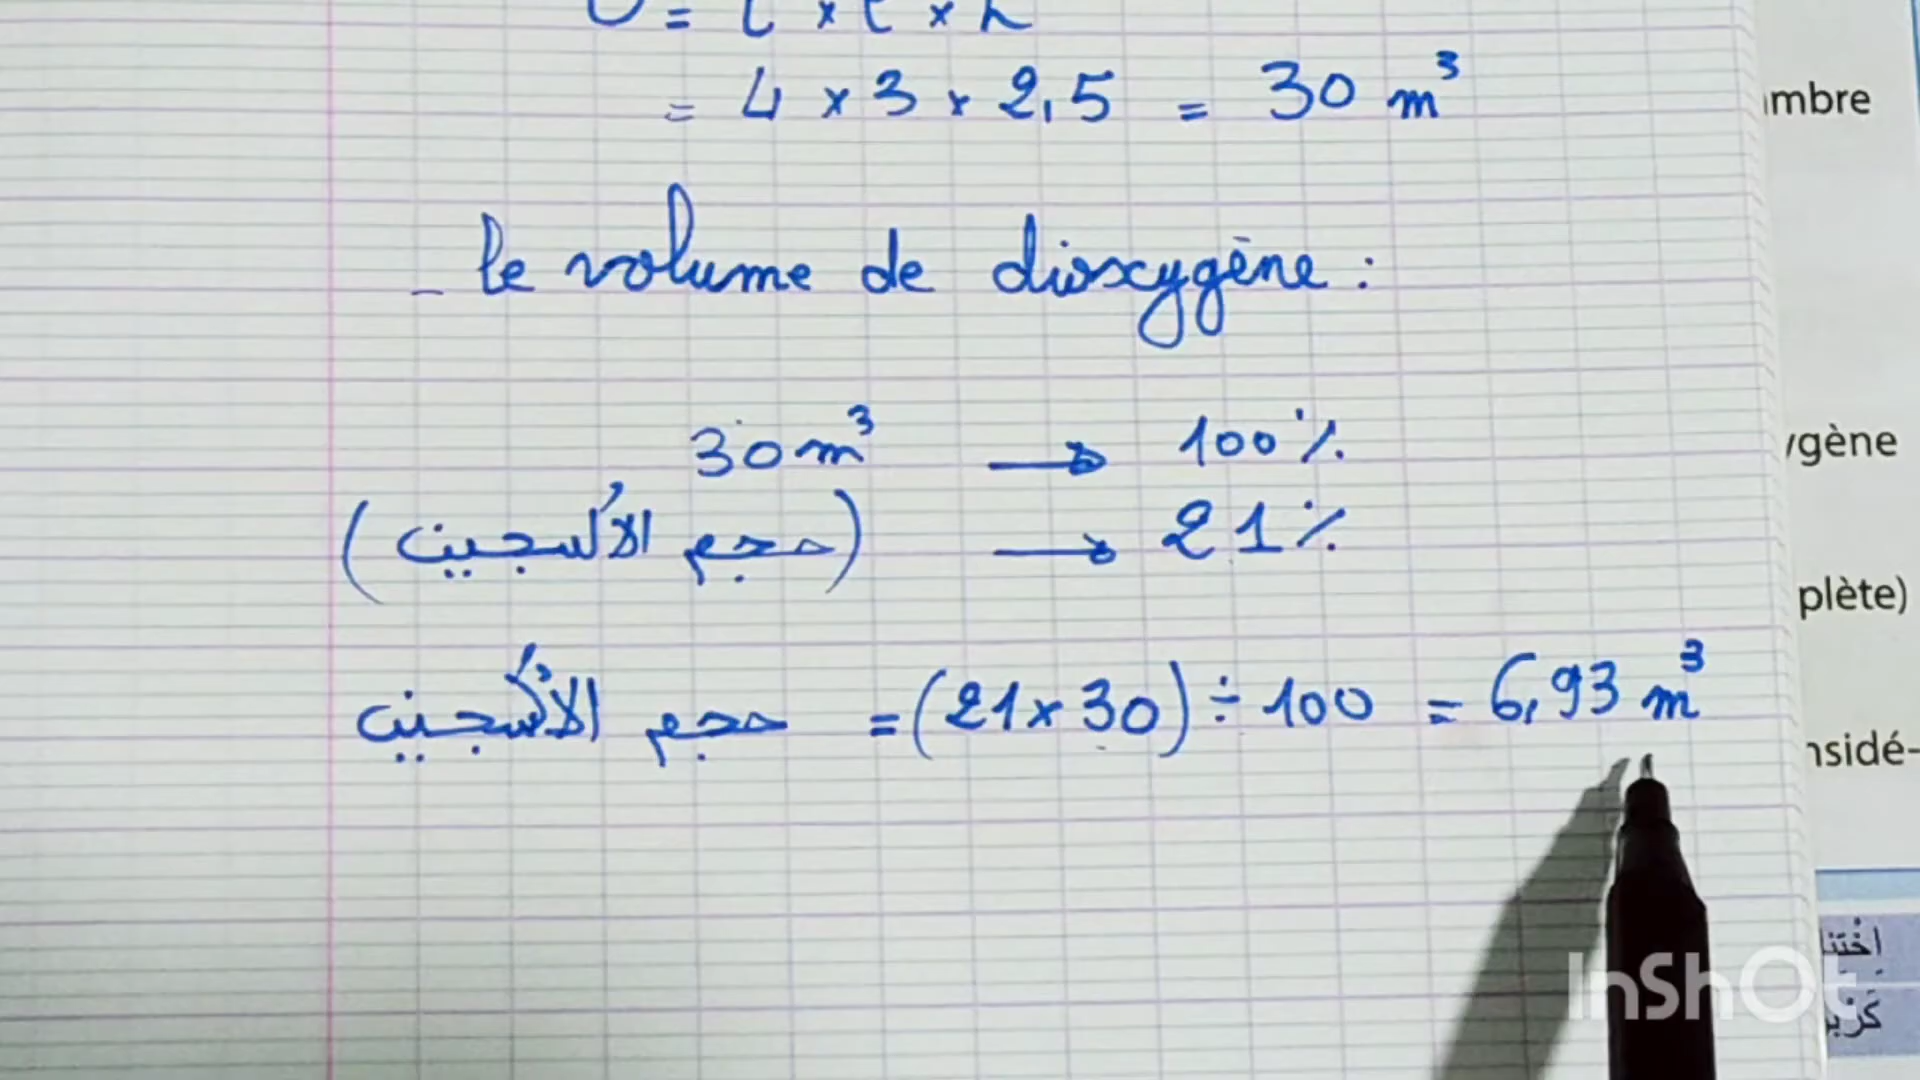 = 4 × 3 × 2,5 = 30 m³
- le volume de dioxygène :
30 m³ → 100 %
(حجم الأكسجين) → 21 %
حجم الأكسجين = (21 × 30) ÷ 100 = 6,93 m³
mbre
ygène
plète)
nsidé-
InShOt